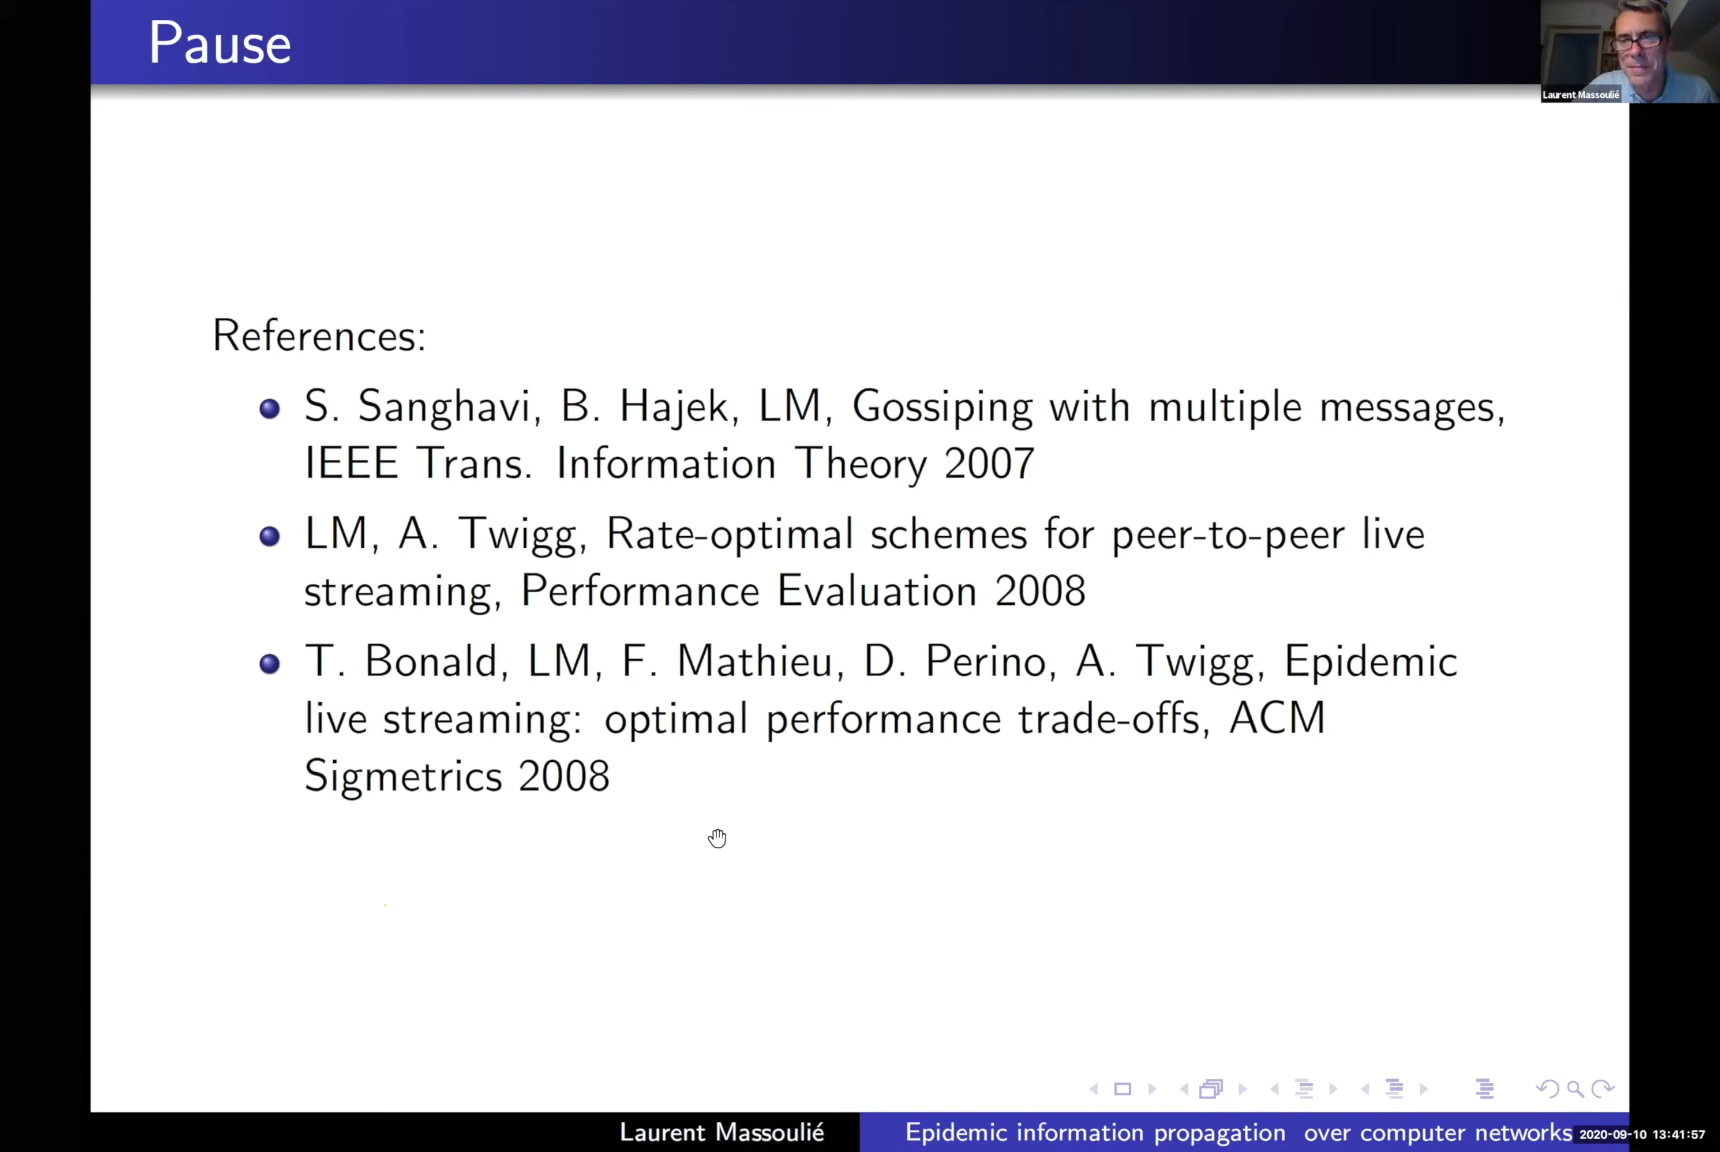 Pause
Laurent Massoulié
References:
S. Sanghavi, B. Hajek, LM, Gossiping with multiple messages,
IEEE Trans. Information Theory 2007
LM, A. Twigg, Rate-optimal schemes for peer-to-peer live
streaming, Performance Evaluation 2008
T. Bonald, LM, F. Mathieu, D. Perino, A. Twigg, Epidemic
live streaming: optimal performance trade-offs, ACM
Sigmetrics 2008
Laurent Massoulié
Epidemic information propagation over computer networks
2020-09-10 13:41:57